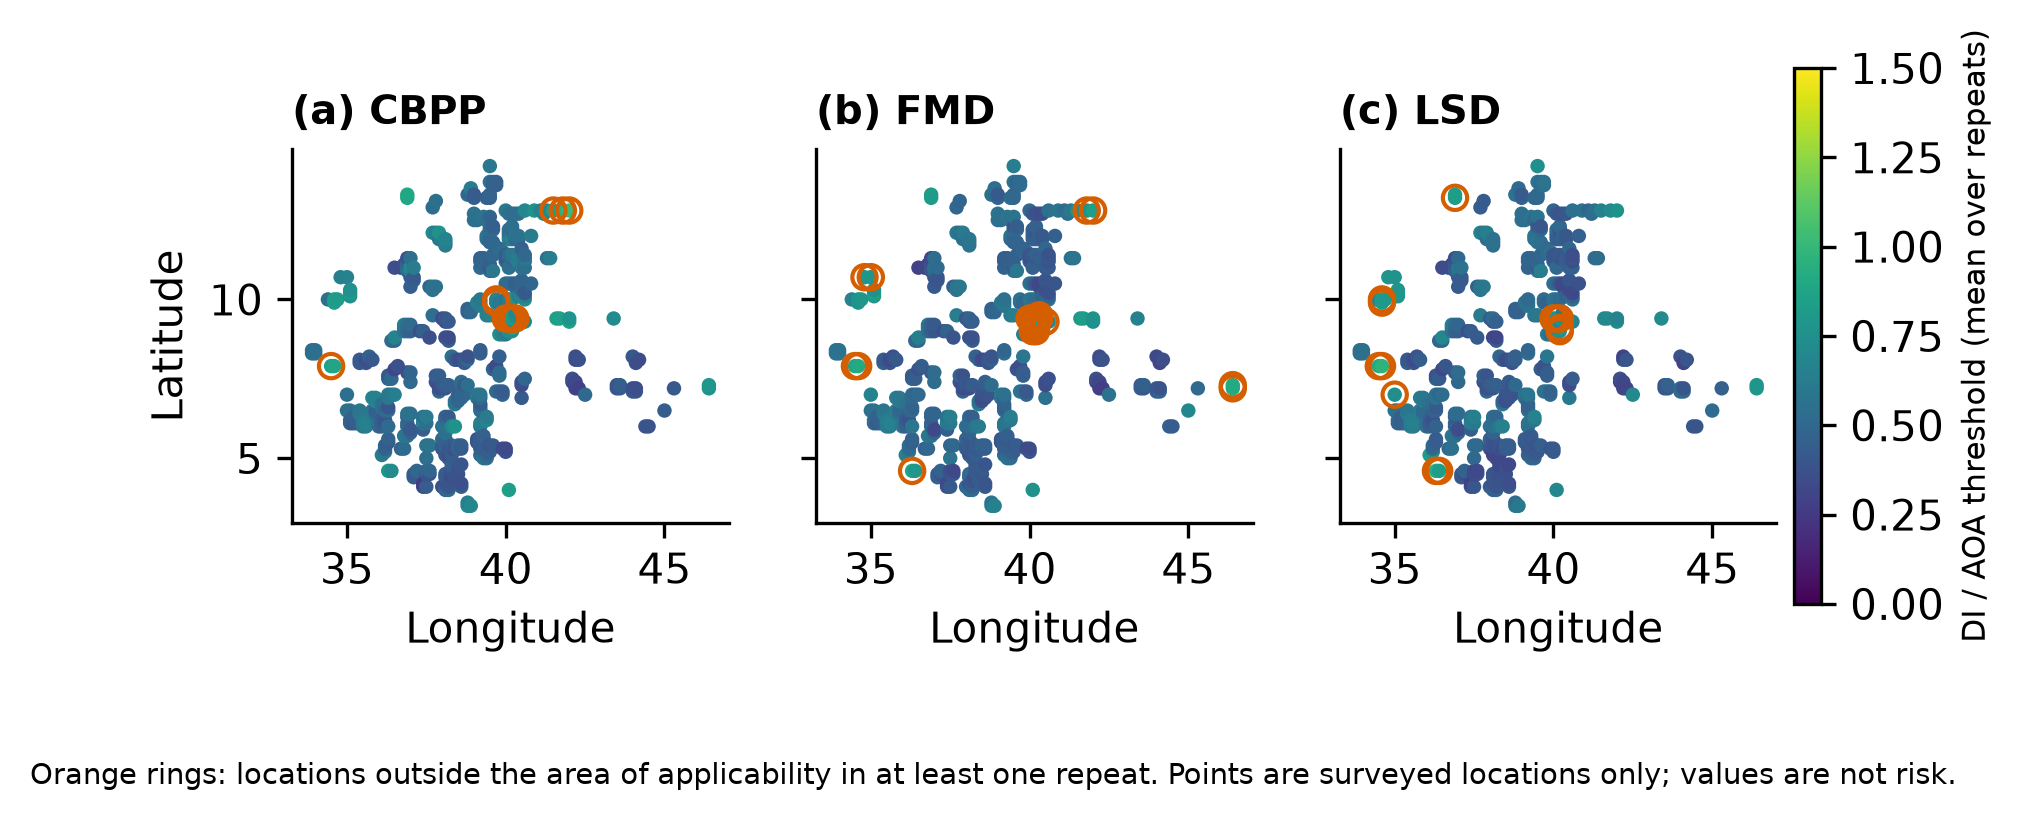 (a) CBPP
(b) FMD
(c) LSD
Latitude
10
5
35 40 45
35 40 45
35 40 45
Longitude
Longitude
Longitude
1.50
1.25
1.00
0.75
0.50
0.25
0.00
DI / AOA threshold (mean over repeats)
Orange rings: locations outside the area of applicability in at least one repeat. Points are surveyed locations only; values are not risk.